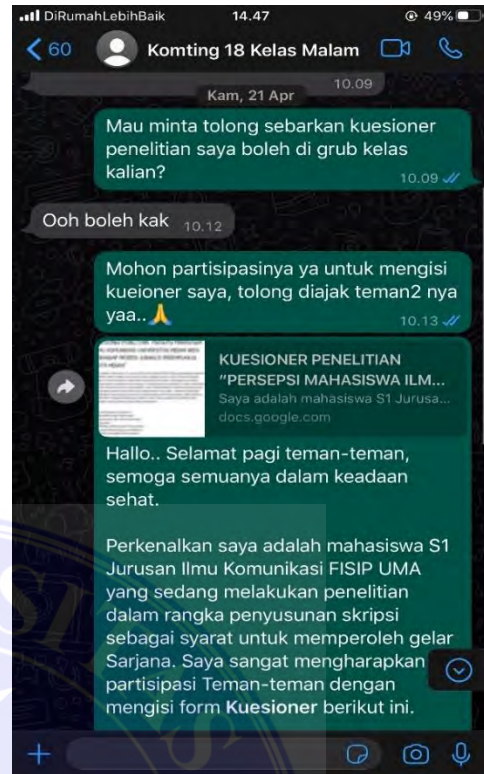 DiRumahLebihBaik 14.47 49%
60 Komting 18 Kelas Malam
10.09
Kam, 21 Apr
Mau minta tolong sebarkan kuesioner
penelitian saya boleh di grub kelas
kalian?
10.09
Ooh boleh kak 10.12
Mohon partisipasinya ya untuk mengisi
kueioner saya, tolong diajak teman2 nya
yaa.. 🙏
10.13
KUESIONER PENELITIAN
"PERSEPSI MAHASISWA ILM...
Saya adalah mahasiswa S1 Jurusa...
docs.google.com
Hallo.. Selamat pagi teman-teman,
semoga semuanya dalam keadaan
sehat.
Perkenalkan saya adalah mahasiswa S1
Jurusan Ilmu Komunikasi FISIP UMA
yang sedang melakukan penelitian
dalam rangka penyusunan skripsi
sebagai syarat untuk memperoleh gelar
Sarjana. Saya sangat mengharapkan
partisipasi Teman-teman dengan
mengisi form Kuesioner berikut ini.